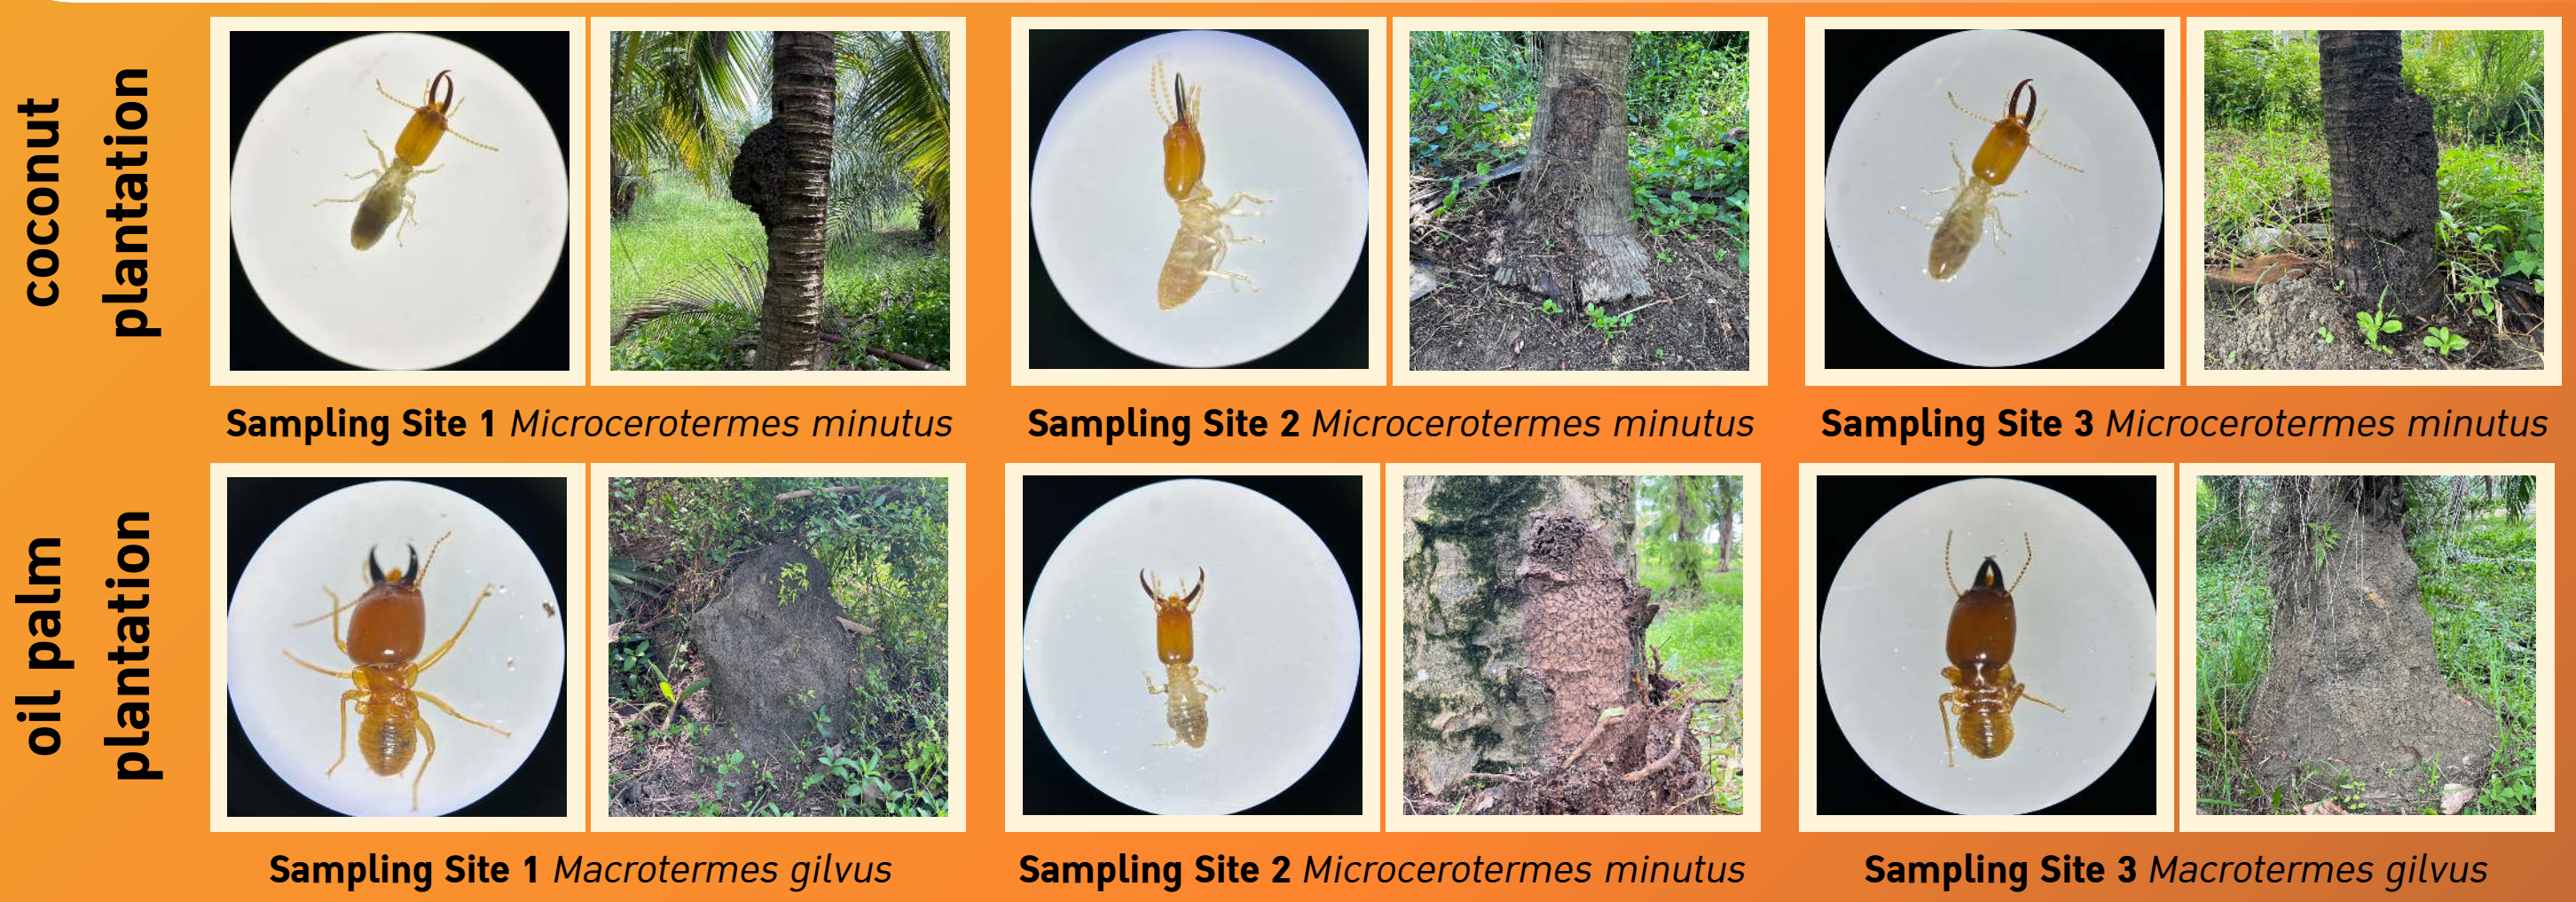 coconut
plantation
Sampling Site 1 Microcerotermes minutus
Sampling Site 2 Microcerotermes minutus
Sampling Site 3 Microcerotermes minutus
oil palm
plantation
Sampling Site 1 Macrotermes gilvus
Sampling Site 2 Microcerotermes minutus
Sampling Site 3 Macrotermes gilvus